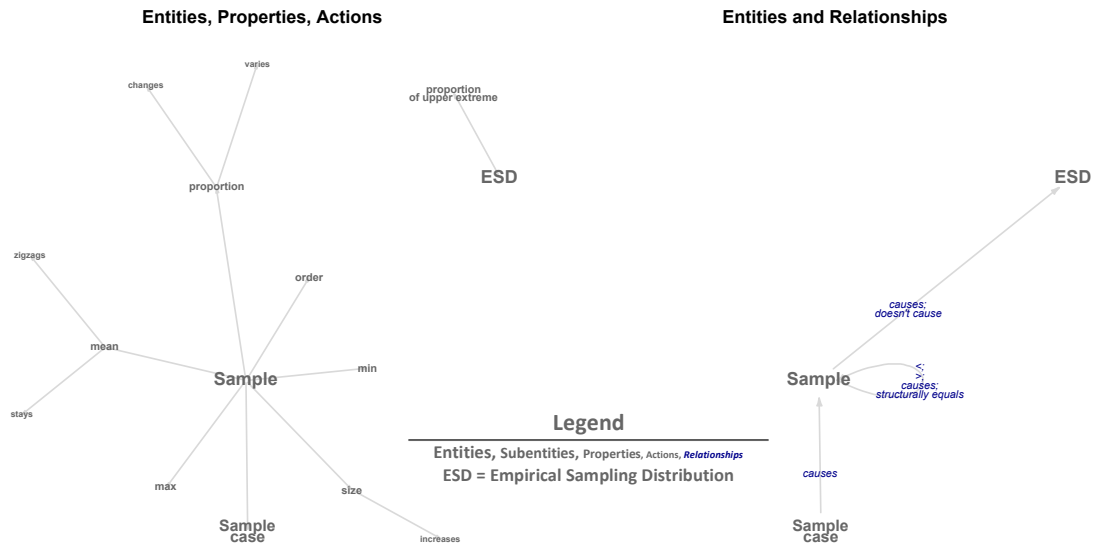 Entities, Properties, Actions
Entities and Relationships
varies
changes
proportion
of upper extreme
ESD
ESD
proportion
zigzags
order
causes;
doesn't cause
mean
min
Sample
Sample
<;
>;
causes;
structurally equals
stays
Legend
Entities, Subentities, Properties, Actions, Relationships
ESD = Empirical Sampling Distribution
causes
max
size
Sample
case
increases
Sample
case